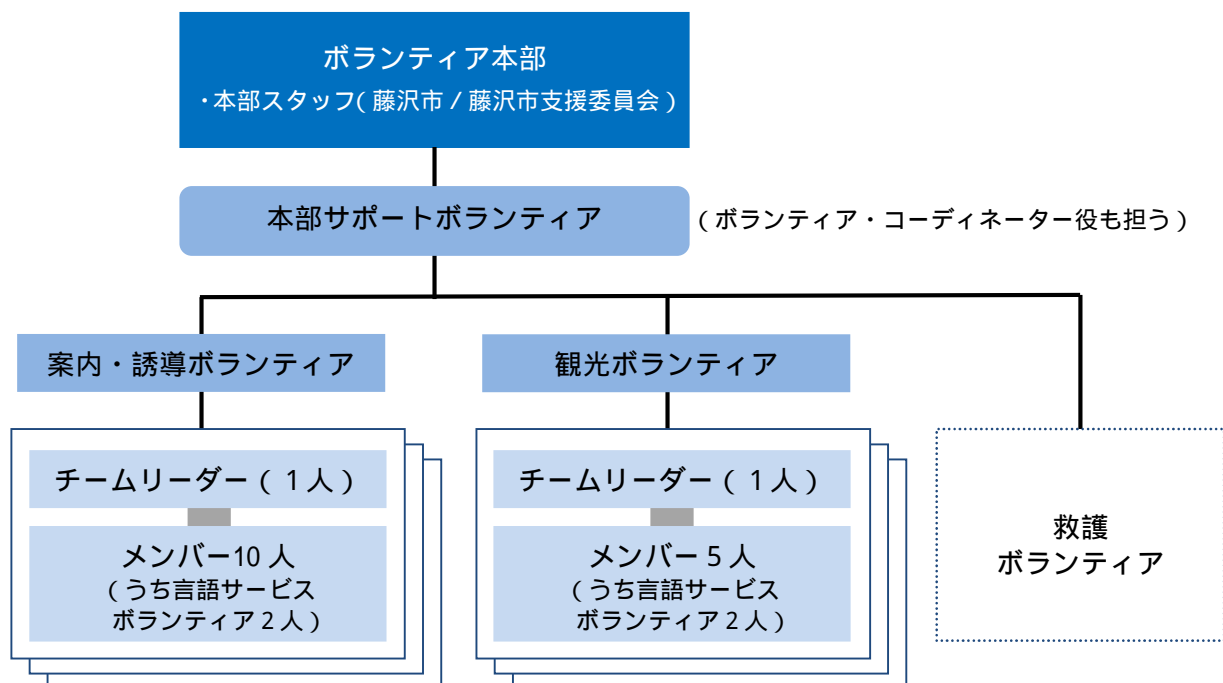 ボランティア本部
・本部スタッフ(藤沢市/藤沢市支援委員会)
本部サポートボランティア
(ボランティア・コーディネーター役も担う)
案内・誘導ボランティア
観光ボランティア
チームリーダー(1人)
メンバー10人
(うち言語サービス
ボランティア2人)
チームリーダー(1人)
メンバー5人
(うち言語サービス
ボランティア2人)
救護
ボランティア